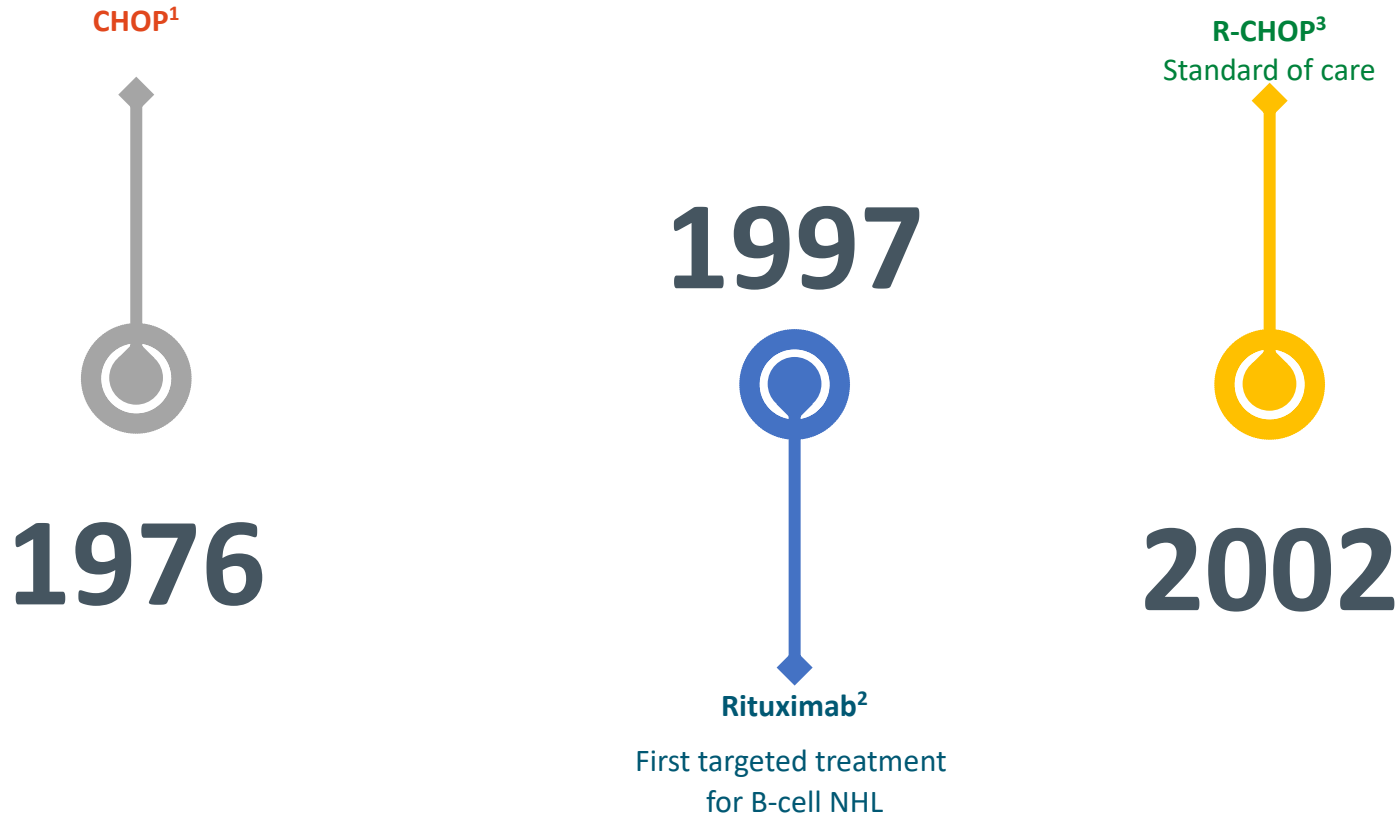 CHOP¹
1976
1997
Rituximab²
First targeted treatment
for B-cell NHL
R-CHOP³
Standard of care
2002